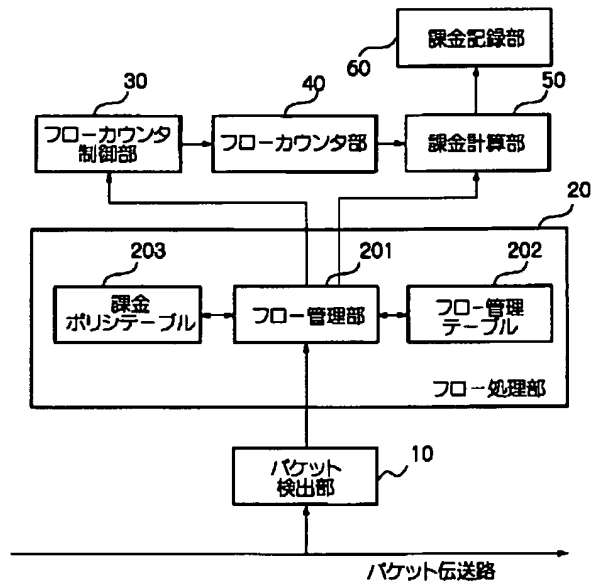 課金記録部
60
30
40
50
フローカウンタ
制御部
フローカウンタ部
課金計算部
20
203
201
202
課金
ポリシテーブル
フロー管理部
フロー管理
テーブル
フロー処理部
10
パケット
検出部
パケット伝送路